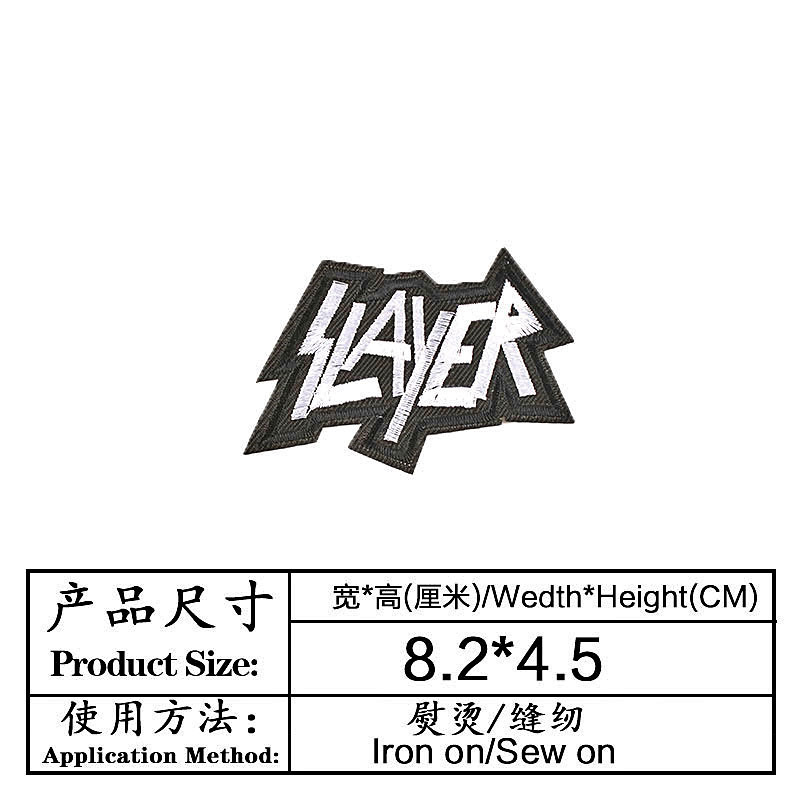 SLAYER
产品尺寸
Product Size:
宽*高(厘米)/Wedth*Height(CM)
8.2*4.5
使用方法:
Application Method:
熨烫/缝纫
Iron on/Sew on